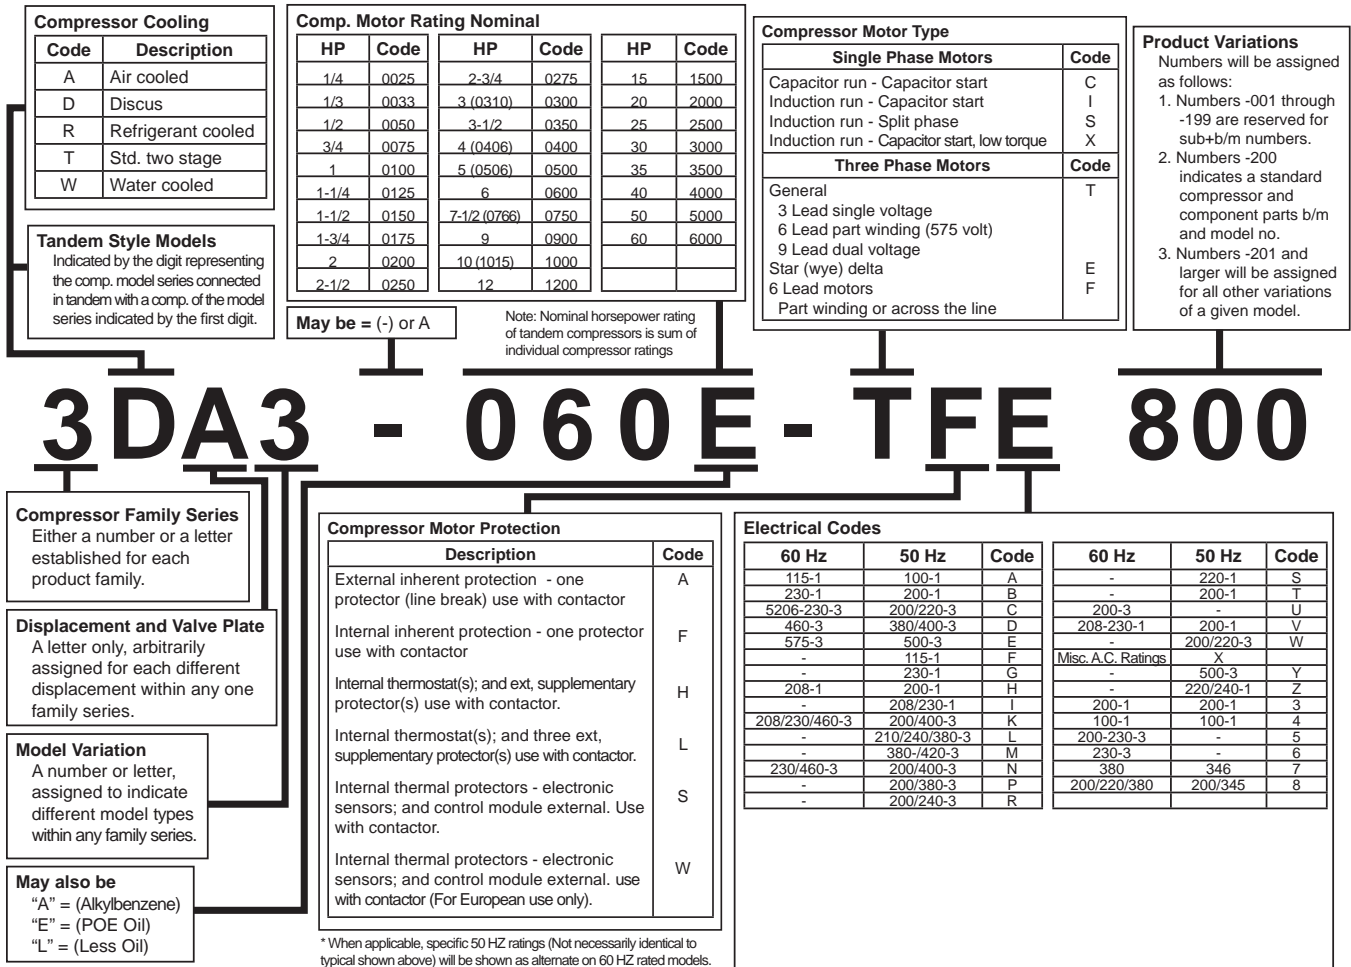 Compressor Cooling
Code Description
A Air cooled
D Discus
R Refrigerant cooled
T Std. two stage
W Water cooled
Tandem Style Models
Indicated by the digit representing
the comp. model series connected
in tandem with a comp. of the model
series indicated by the first digit.
Comp. Motor Rating Nominal
HP Code HP Code HP Code
1/4 0025 2-3/4 0275 15 1500
1/3 0033 3 (0310) 0300 20 2000
1/2 0050 3-1/2 0350 25 2500
3/4 0075 4 (0406) 0400 30 3000
1 0100 5 (0506) 0500 35 3500
1-1/4 0125 6 0600 40 4000
1-1/2 0150 7-1/2 (0766) 0750 50 5000
1-3/4 0175 9 0900 60 6000
2 0200 10 (1015) 1000
2-1/2 0250 12 1200
May be = (-) or A
Note: Nominal horsepower rating
of tandem compressors is sum of
individual compressor ratings
Compressor Motor Type
Single Phase Motors Code
Capacitor run - Capacitor start C
Induction run - Capacitor start I
Induction run - Split phase S
Induction run - Capacitor start, low torque X
Three Phase Motors Code
General T
3 Lead single voltage
6 Lead part winding (575 volt)
9 Lead dual voltage
Star (wye) delta E
6 Lead motors F
Part winding or across the line
Product Variations
Numbers will be assigned
as follows:
1. Numbers -001 through
-199 are reserved for
sub+b/m numbers.
2. Numbers -200
indicates a standard
compressor and
component parts b/m
and model no.
3. Numbers -201 and
larger will be assigned
for all other variations
of a given model.
3DA3 - 060E - TFE 800
Compressor Family Series
Either a number or a letter
established for each
product family.
Displacement and Valve Plate
A letter only, arbitrarily
assigned for each different
displacement within any one
family series.
Model Variation
A number or letter,
assigned to indicate
different model types
within any family series.
May also be
"A" = (Alkylbenzene)
"E" = (POE Oil)
"L" = (Less Oil)
Compressor Motor Protection
Description Code
External inherent protection - one A
protector (line break) use with contactor
Internal inherent protection - one protector F
use with contactor
Internal thermostat(s); and ext, supplementary H
protector(s) use with contactor.
Internal thermostat(s); and three ext, L
supplementary protector(s) use with contactor.
Internal thermal protectors - electronic S
sensors; and control module external. Use
with contactor.
Internal thermal protectors - electronic W
sensors; and control module external. use
with contactor (For European use only).
* When applicable, specific 50 HZ ratings (Not necessarily identical to
typical shown above) will be shown as alternate on 60 HZ rated models.
Electrical Codes
60 Hz 50 Hz Code 60 Hz 50 Hz Code
115-1 100-1 A - 220-1 S
230-1 200-1 B - 200-1 T
5206-230-3 200/220-3 C 200-3 - U
460-3 380/400-3 D 208-230-1 200-1 V
575-3 500-3 E - 200/220-3 W
- 115-1 F Misc. A.C. Ratings X
- 230-1 G - 500-3 Y
208-1 200-1 H - 220/240-1 Z
- 208/230-1 I 200-1 200-1 3
208/230/460-3 200/400-3 K 100-1 100-1 4
- 210/240/380-3 L 200-230-3 - 5
- 380-/420-3 M 230-3 - 6
230/460-3 200/400-3 N 380 346 7
- 200/380-3 P 200/220/380 200/345 8
- 200/240-3 R